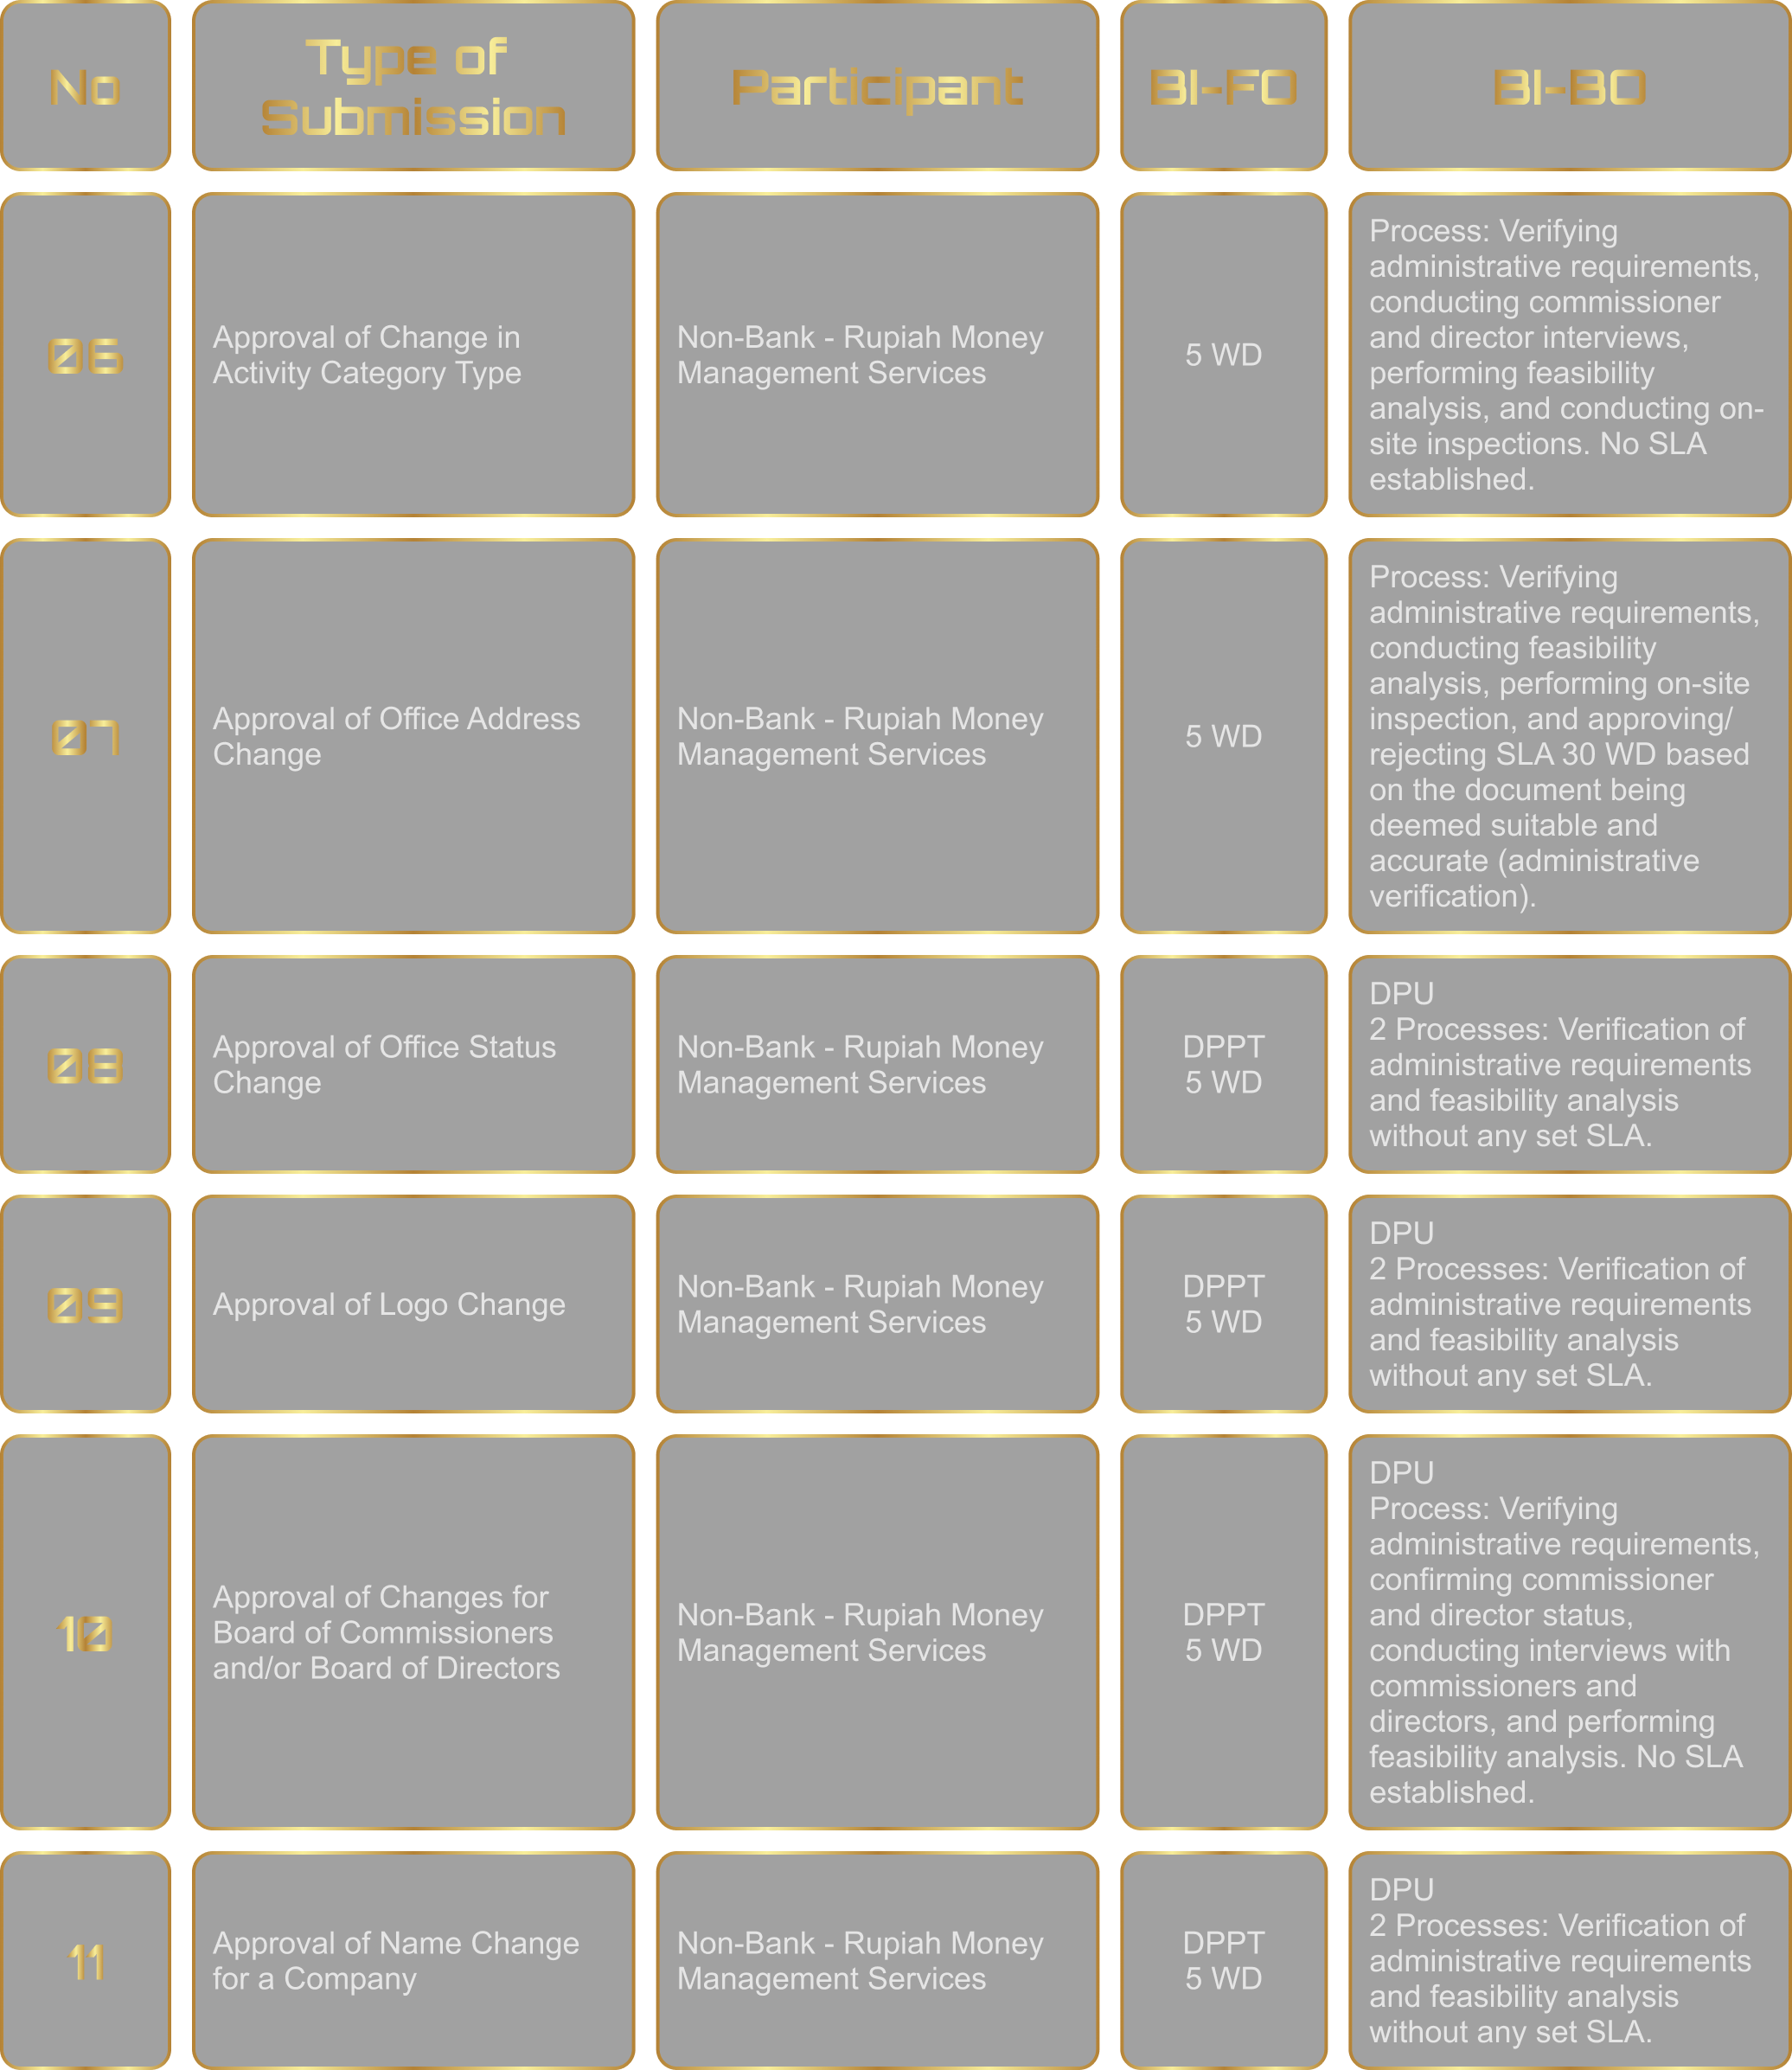 No
Type of
Submission
Participant
BI-FO
BI-BO
06
Approval of Change in
Activity Category Type
Non-Bank - Rupiah Money
Management Services
5 WD
Process: Verifying
administrative requirements,
conducting commissioner
and director interviews,
performing feasibility
analysis, and conducting on-
site inspections. No SLA
established.
07
Approval of Office Address
Change
Non-Bank - Rupiah Money
Management Services
5 WD
Process: Verifying
administrative requirements,
conducting feasibility
analysis, performing on-site
inspection, and approving/
rejecting SLA 30 WD based
on the document being
deemed suitable and
accurate (administrative
verification).
08
Approval of Office Status
Change
Non-Bank - Rupiah Money
Management Services
DPPT
5 WD
DPU
2 Processes: Verification of
administrative requirements
and feasibility analysis
without any set SLA.
09
Approval of Logo Change
Non-Bank - Rupiah Money
Management Services
DPPT
5 WD
DPU
2 Processes: Verification of
administrative requirements
and feasibility analysis
without any set SLA.
10
Approval of Changes for
Board of Commissioners
and/or Board of Directors
Non-Bank - Rupiah Money
Management Services
DPPT
5 WD
DPU
Process: Verifying
administrative requirements,
confirming commissioner
and director status,
conducting interviews with
commissioners and
directors, and performing
feasibility analysis. No SLA
established.
11
Approval of Name Change
for a Company
Non-Bank - Rupiah Money
Management Services
DPPT
5 WD
DPU
2 Processes: Verification of
administrative requirements
and feasibility analysis
without any set SLA.